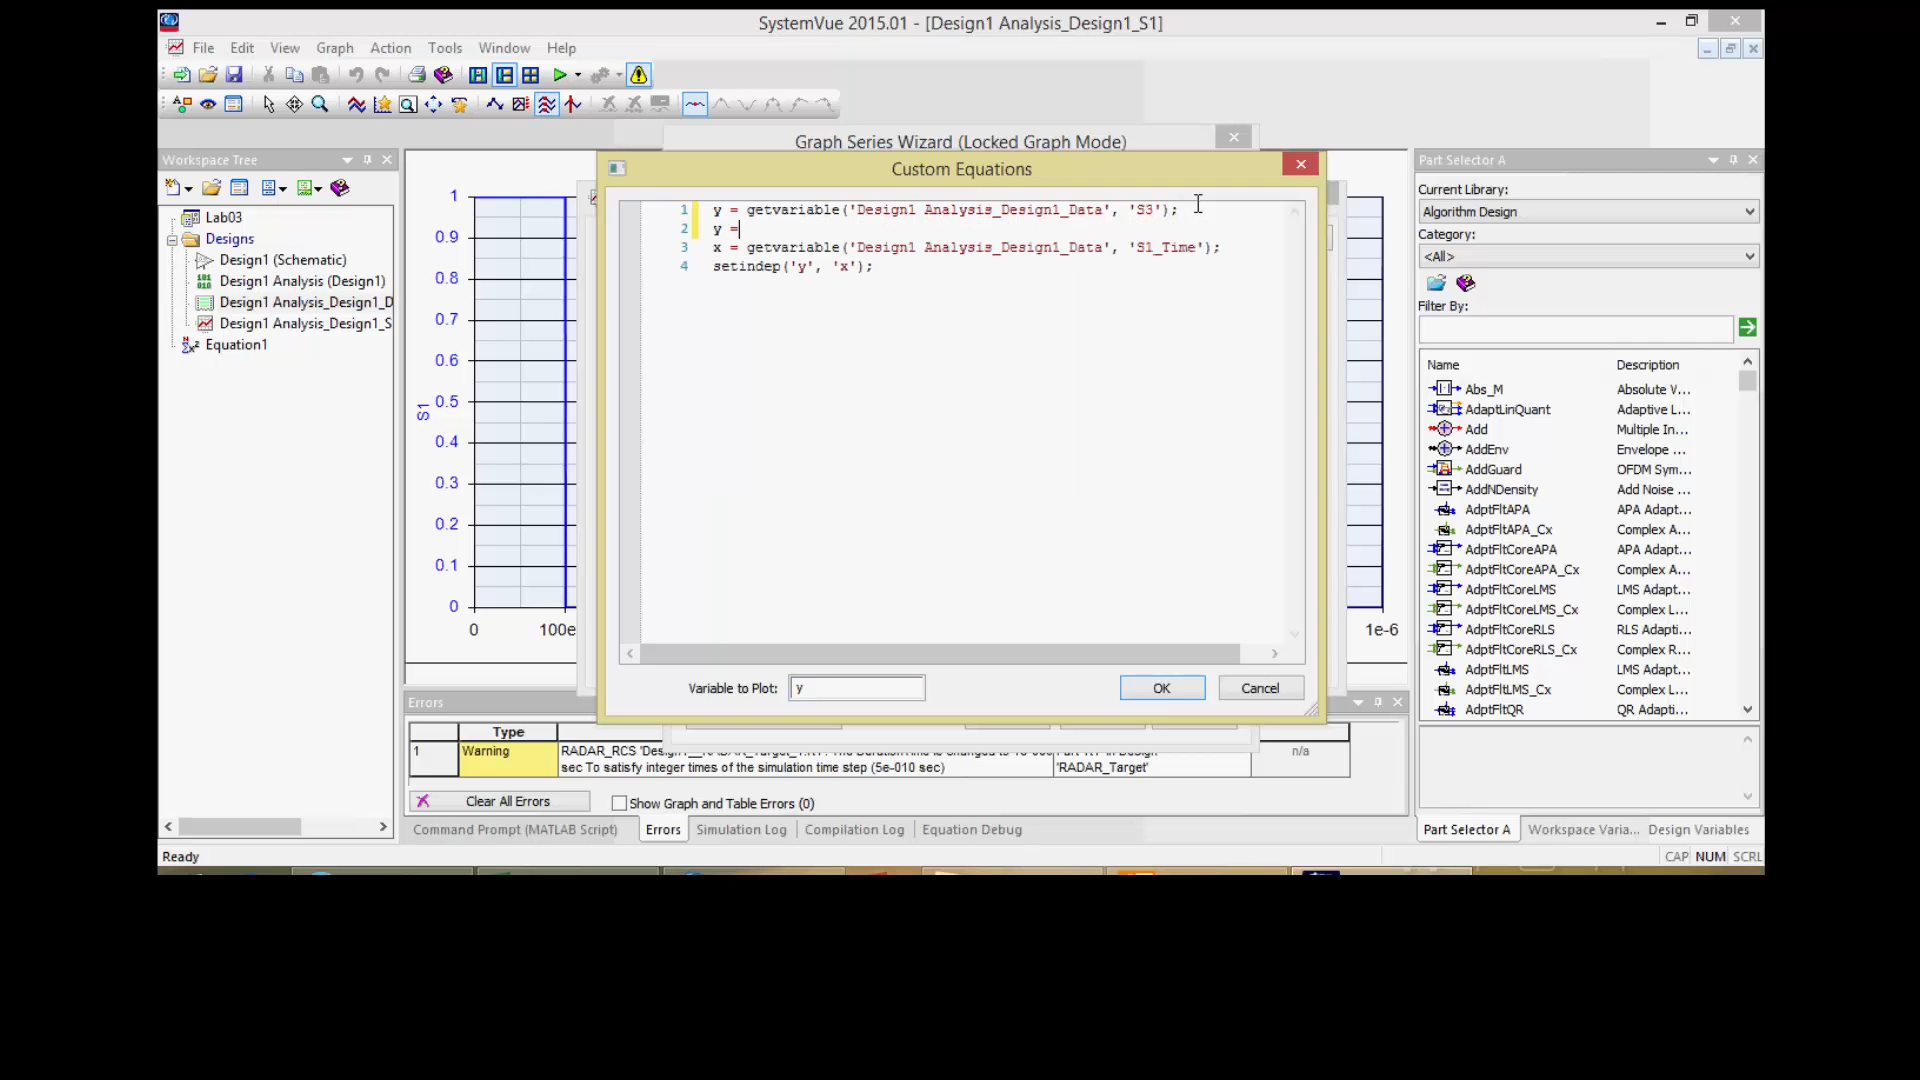 SystemVue 2015.01 - [Design1 Analysis_Design1_S1]
File Edit View Graph Action Tools Window Help
Workspace Tree
Lab03
Designs
Design1 (Schematic)
Design1 Analysis (Design1)
Design1 Analysis_Design1_D
Design1 Analysis_Design1_S
Equation1
Graph Series Wizard (Locked Graph Mode)
Custom Equations
1 y = getvariable('Design1 Analysis_Design1_Data', 'S3');
2 y =
3 x = getvariable('Design1 Analysis_Design1_Data', 'S1_Time');
4 setindep('y', 'x');
Variable to Plot: y
OK Cancel
1
0.9
0.8
0.7
0.6
0.5
0.4
0.3
0.2
0.1
0
S1
0 100e 1e-6
Part Selector A
Current Library:
Algorithm Design
Category:
<All>
Filter By:
Name Description
Abs_M Absolute V...
AdaptLinQuant Adaptive L...
Add Multiple In...
AddEnv Envelope ...
AddGuard OFDM Sym...
AddNDensity Add Noise ...
AdptFltAPA APA Adapt...
AdptFltAPA_Cx Complex A...
AdptFltCoreAPA APA Adapt...
AdptFltCoreAPA_Cx Complex A...
AdptFltCoreLMS LMS Adapt...
AdptFltCoreLMS_Cx Complex L...
AdptFltCoreRLS RLS Adapti...
AdptFltCoreRLS_Cx Complex R...
AdptFltLMS LMS Adapt...
AdptFltLMS_Cx Complex L...
AdptFltQR QR Adapti...
Errors
Type
1 Warning RADAR_RCS n/a
sec To satisfy integer times of the simulation time step (5e-010 sec) 'RADAR_Target'
Clear All Errors Show Graph and Table Errors (0)
Command Prompt (MATLAB Script) Errors Simulation Log Compilation Log Equation Debug
Part Selector A Workspace Varia... Design Variables
Ready CAP NUM SCRL